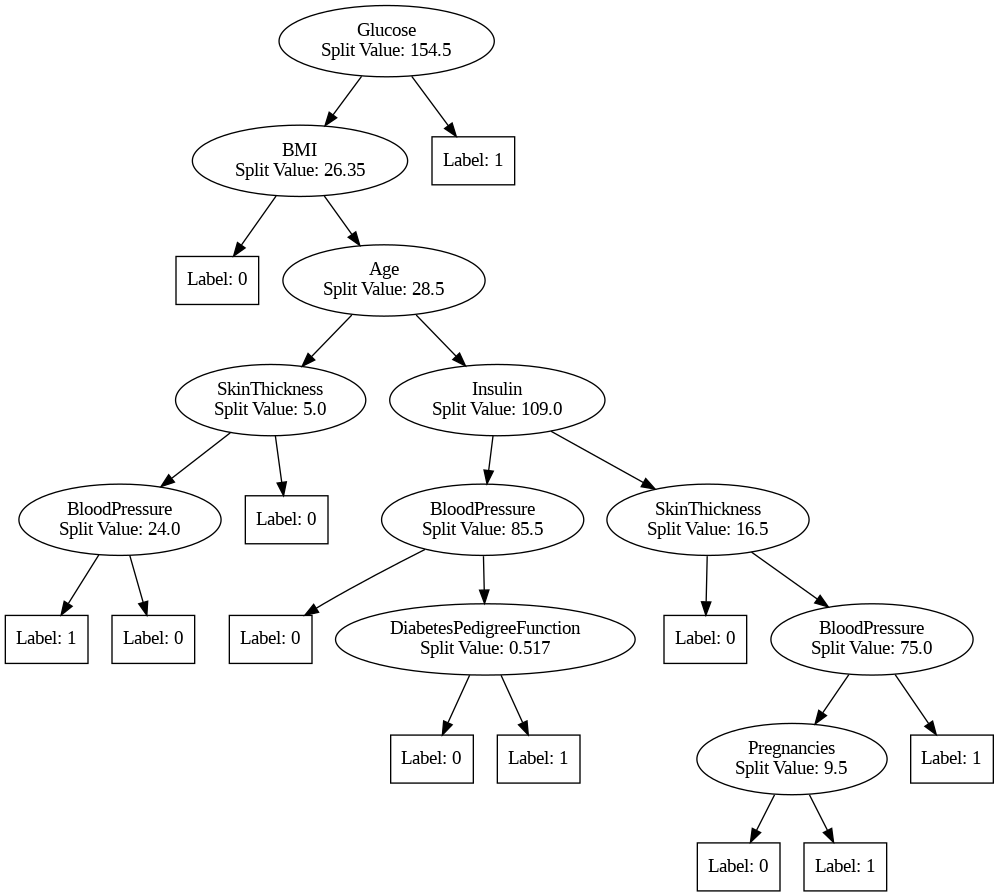 Glucose
Split Value: 154.5
BMI
Split Value: 26.35
Label: 1
Label: 0
Age
Split Value: 28.5
SkinThickness
Split Value: 5.0
Insulin
Split Value: 109.0
BloodPressure
Split Value: 24.0
Label: 0
BloodPressure
Split Value: 85.5
SkinThickness
Split Value: 16.5
Label: 1
Label: 0
Label: 0
DiabetesPedigreeFunction
Split Value: 0.517
Label: 0
BloodPressure
Split Value: 75.0
Label: 0
Label: 1
Pregnancies
Split Value: 9.5
Label: 1
Label: 0
Label: 1